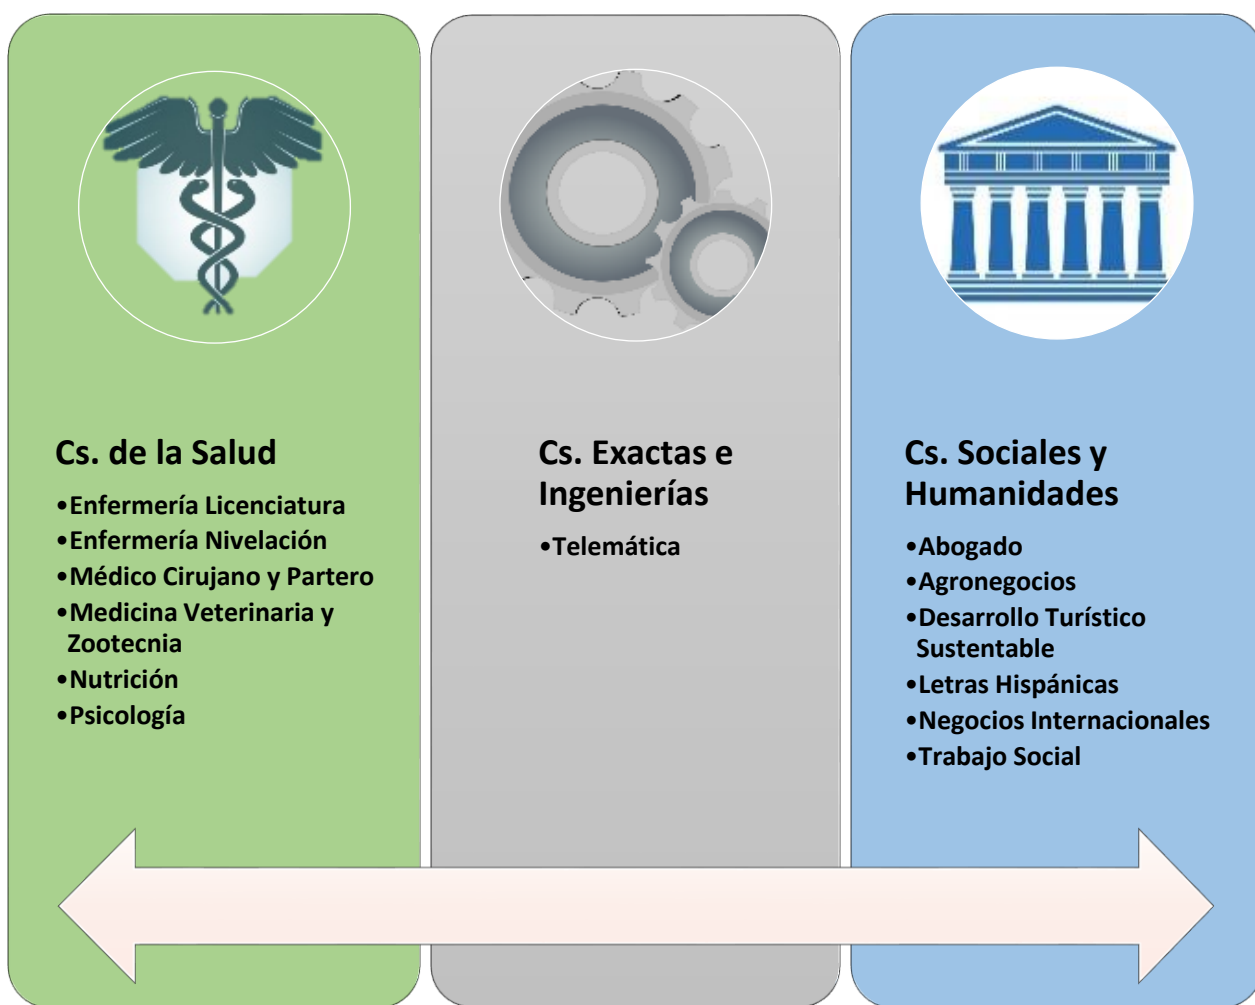 Cs. de la Salud
•Enfermería Licenciatura
•Enfermería Nivelación
•Médico Cirujano y Partero
•Medicina Veterinaria y
Zootecnia
•Nutrición
•Psicología
Cs. Exactas e
Ingenierías
•Telemática
Cs. Sociales y
Humanidades
•Abogado
•Agronegocios
•Desarrollo Turístico
Sustentable
•Letras Hispánicas
•Negocios Internacionales
•Trabajo Social